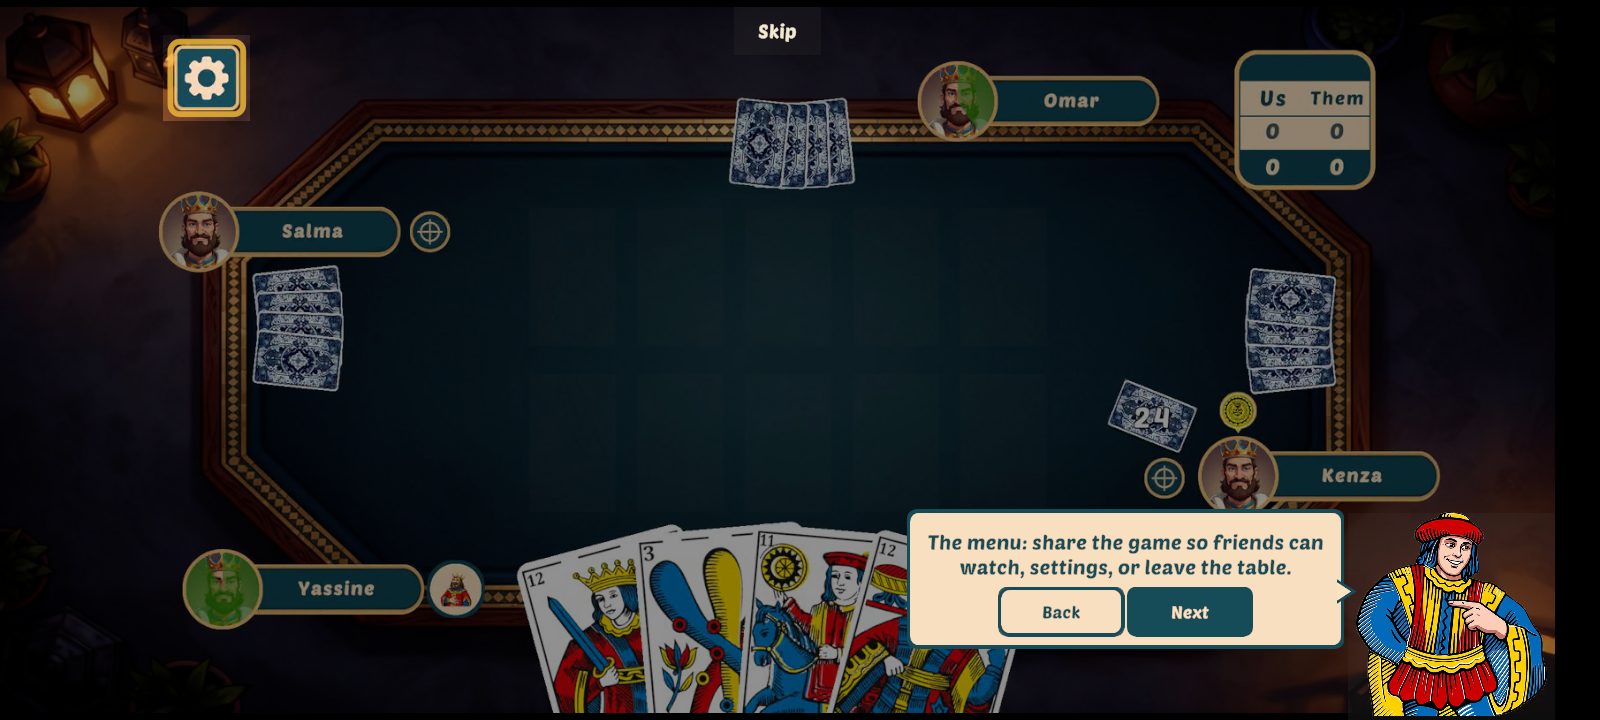 Skip
Omar
Us Them
0 0
0 0
Salma
24
Kenza
The menu: share the game so friends can
watch, settings, or leave the table.
Back Next
Yassine
12
3
11
12